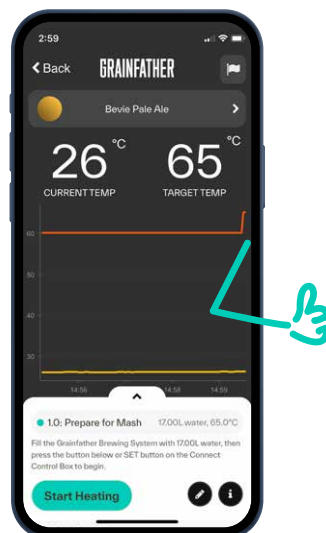 2:59
Back GRAINFATHER
Bevie Pale Ale
26 °C 65 °C
CURRENT TEMP TARGET TEMP
60
50
40
30
14:56 14:58 14:59
1.0: Prepare for Mash 17.00L water, 65.0°C
Fill the Grainfather Brewing System with 17.00L water, then
press the button below or SET button on the Connect
Control Box to begin.
Start Heating
i